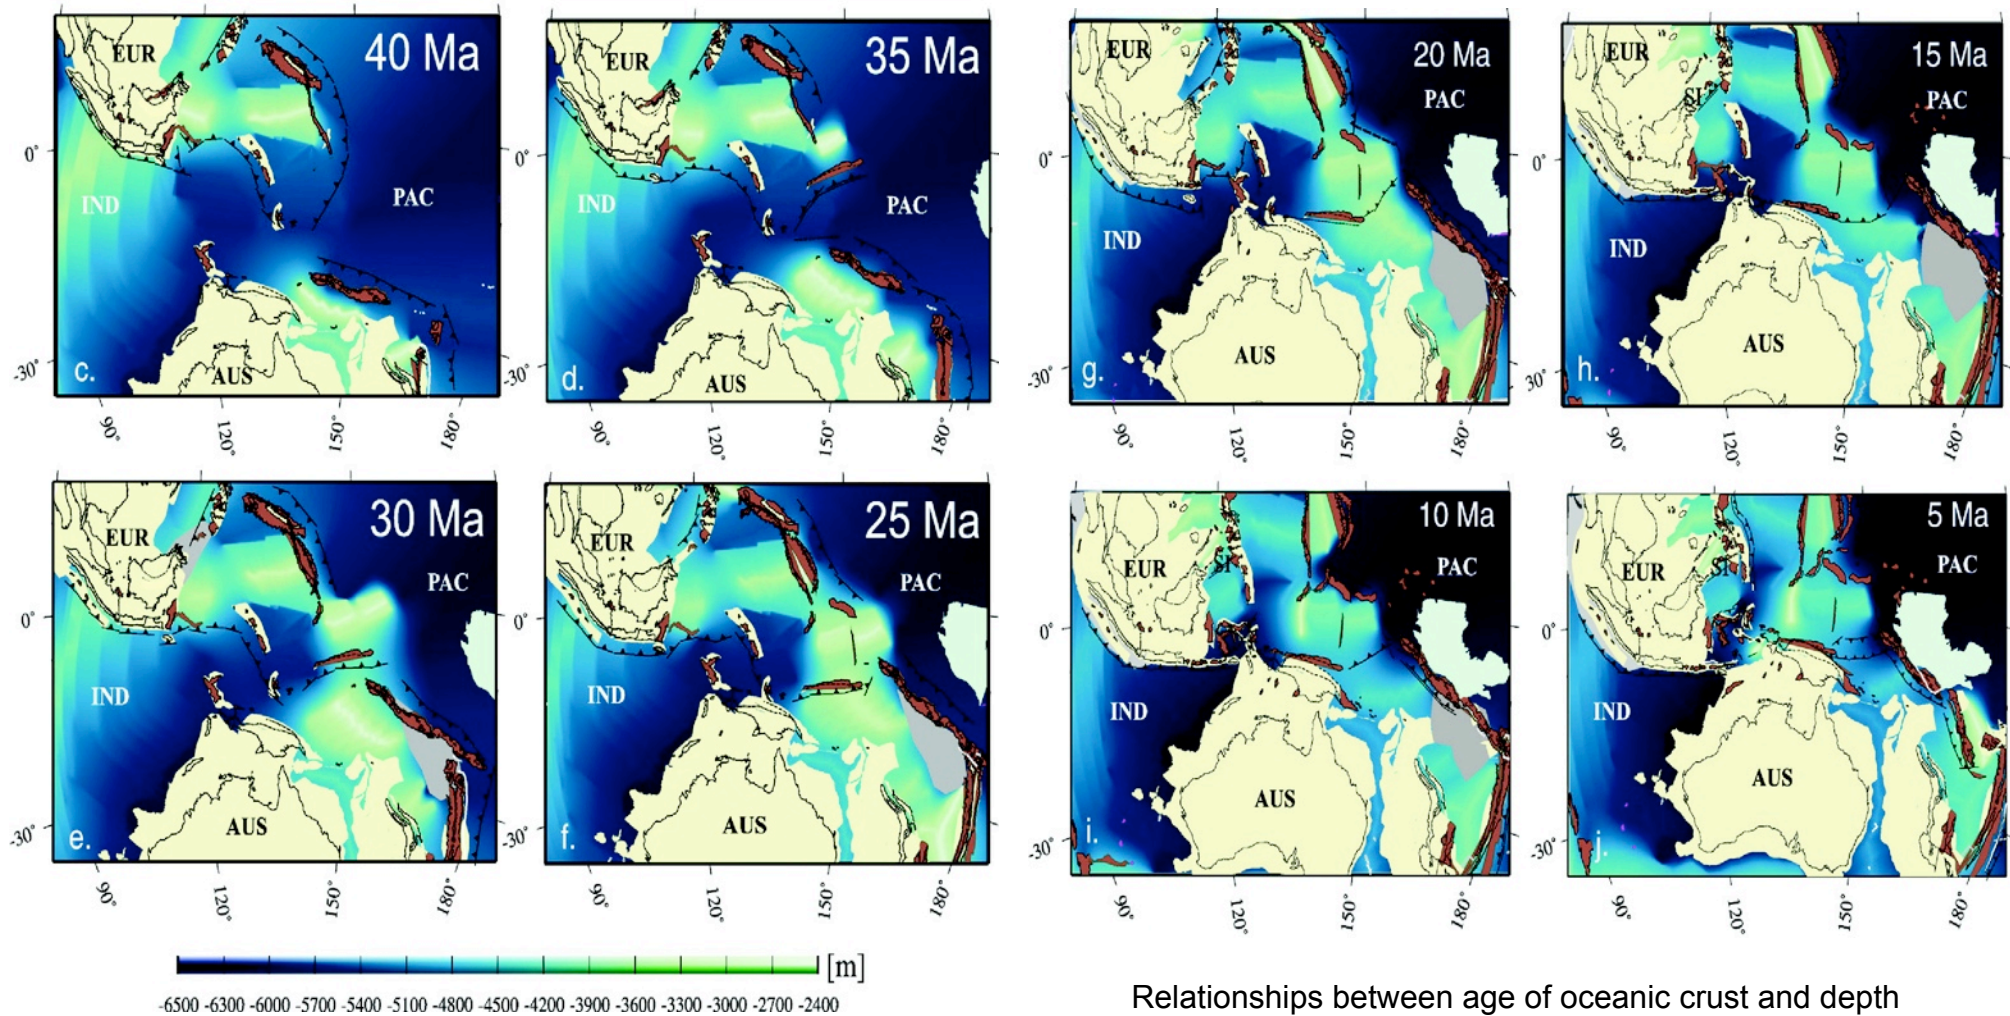 40 Ma
EUR
IND
PAC
AUS
c.
0°
-30°
90°
120°
150°
180°
35 Ma
EUR
IND
PAC
AUS
d.
0°
-30°
90°
120°
150°
180°
20 Ma
EUR
PAC
IND
AUS
g.
0°
-30°
90°
120°
150°
180°
15 Ma
EUR
SI
PAC
IND
AUS
h.
0°
30°
90°
120°
150°
180°
30 Ma
EUR
PAC
IND
AUS
e.
0°
-30°
90°
120°
150°
180°
25 Ma
EUR
PAC
IND
AUS
f.
0°
-30°
90°
120°
150°
180°
10 Ma
EUR
SI
PAC
IND
AUS
i.
0°
-30°
90°
120°
150°
180°
5 Ma
EUR
SI
PAC
IND
AUS
j.
0°
-30°
90°
120°
150°
180°
[m]
-6500 -6300 -6000 -5700 -5400 -5100 -4800 -4500 -4200 -3900 -3600 -3300 -3000 -2700 -2400
Relationships between age of oceanic crust and depth